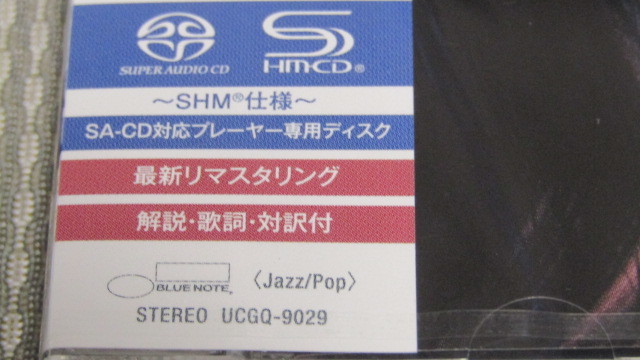 SUPER AUDIO CD
HMCD®
～SHM®仕様～
SA-CD対応プレーヤー専用ディスク
最新リマスタリング
解説・歌詞・対訳付
BLUE NOTE 〈Jazz/Pop〉
STEREO UCGQ-9029